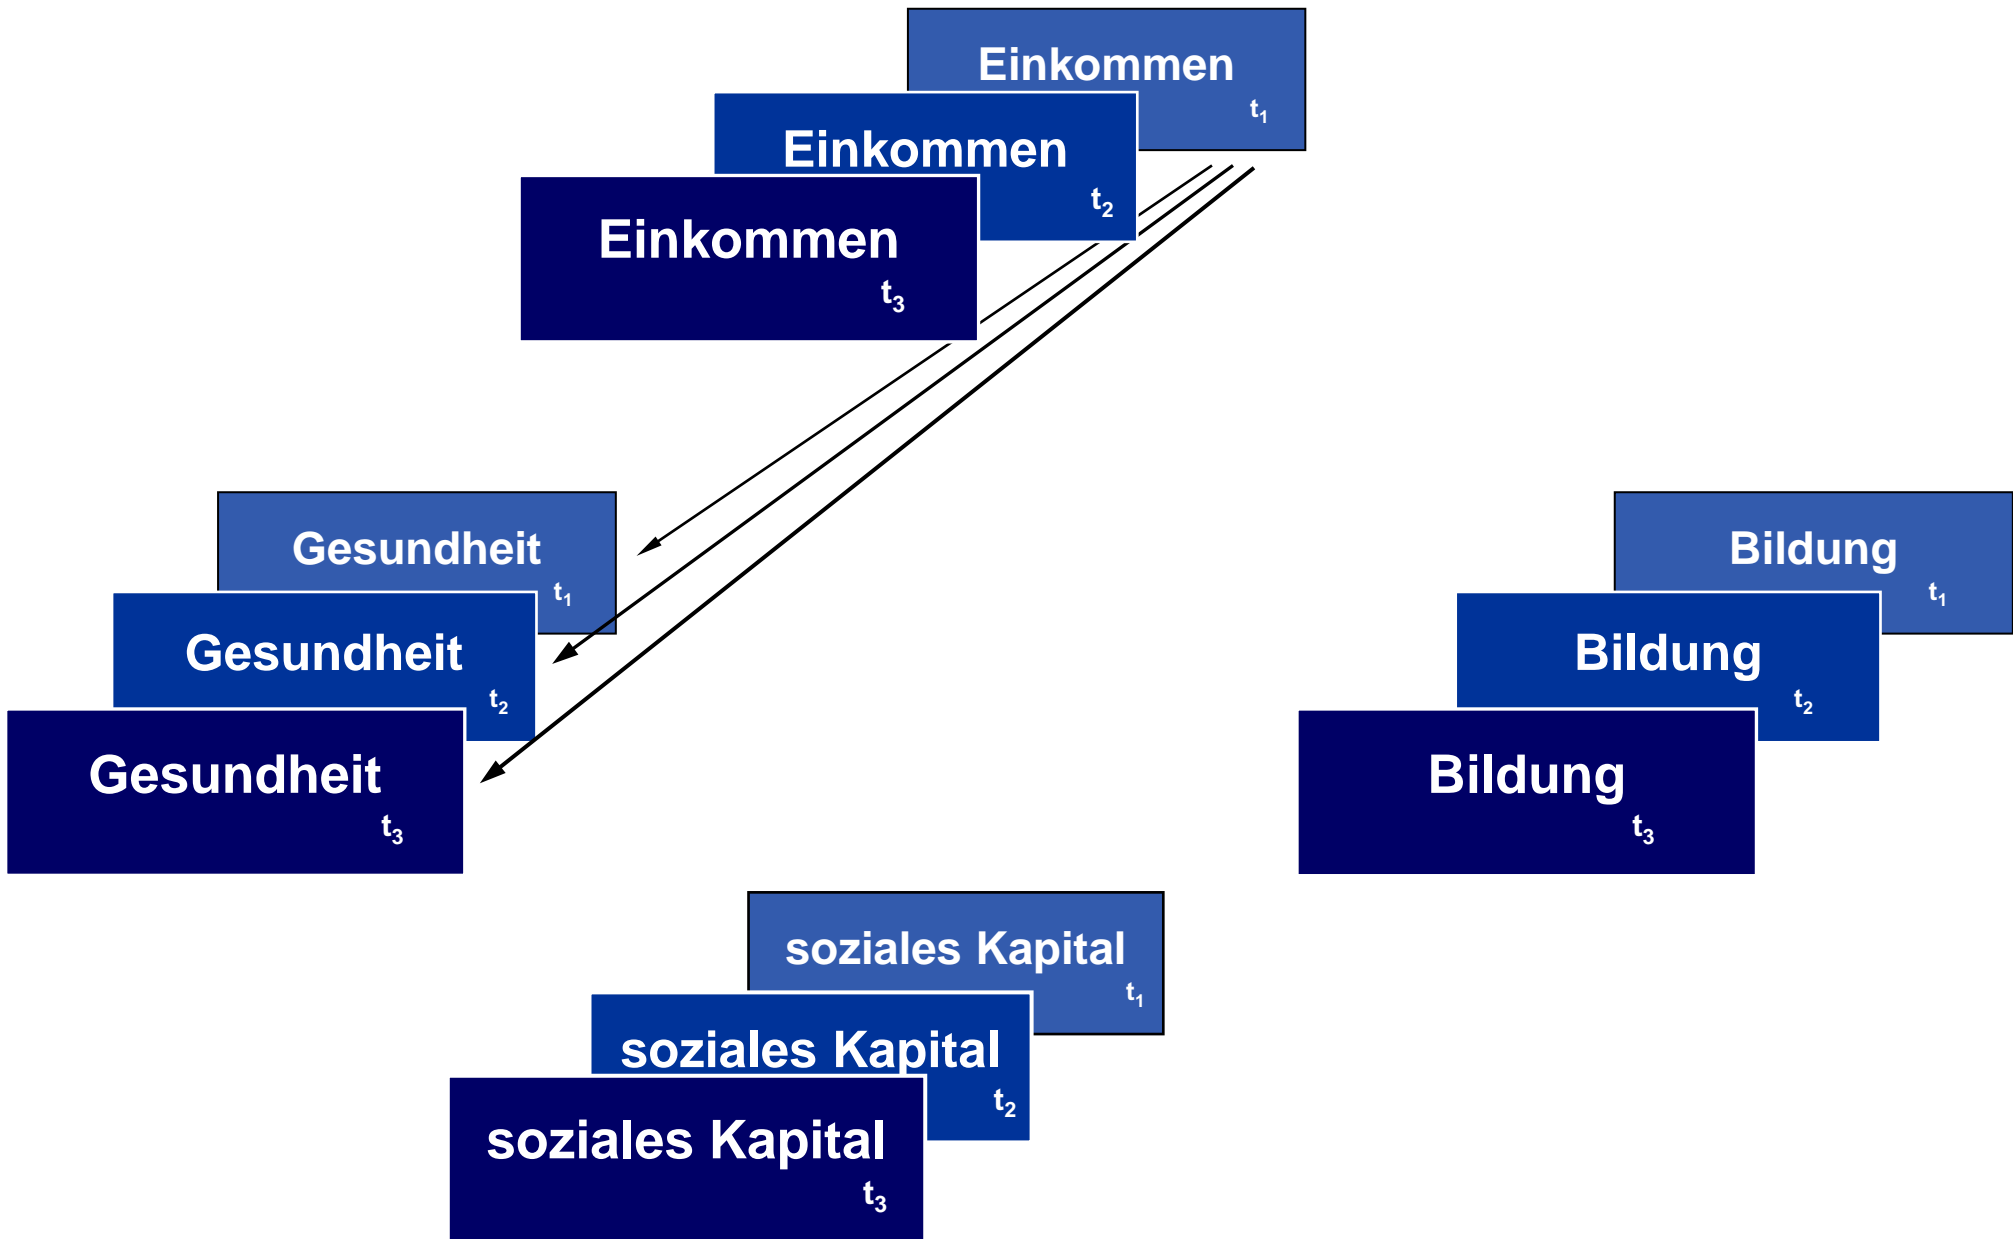 Einkommen
t₁
Einkommen
t₂
Einkommen
t₃
Gesundheit
t₁
Gesundheit
t₂
Gesundheit
t₃
Bildung
t₁
Bildung
t₂
Bildung
t₃
soziales Kapital
t₁
soziales Kapital
t₂
soziales Kapital
t₃